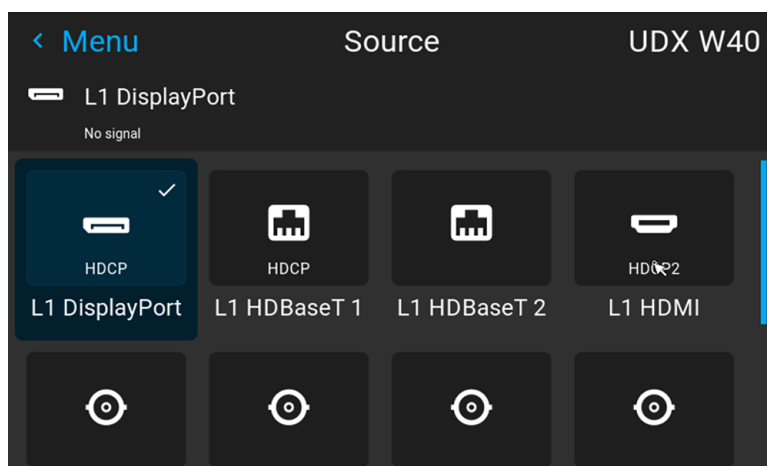 Menu
Source
UDX W40
L1 DisplayPort
No signal
HDCP
HDCP
HDCP2
L1 DisplayPort
L1 HDBaseT 1
L1 HDBaseT 2
L1 HDMI